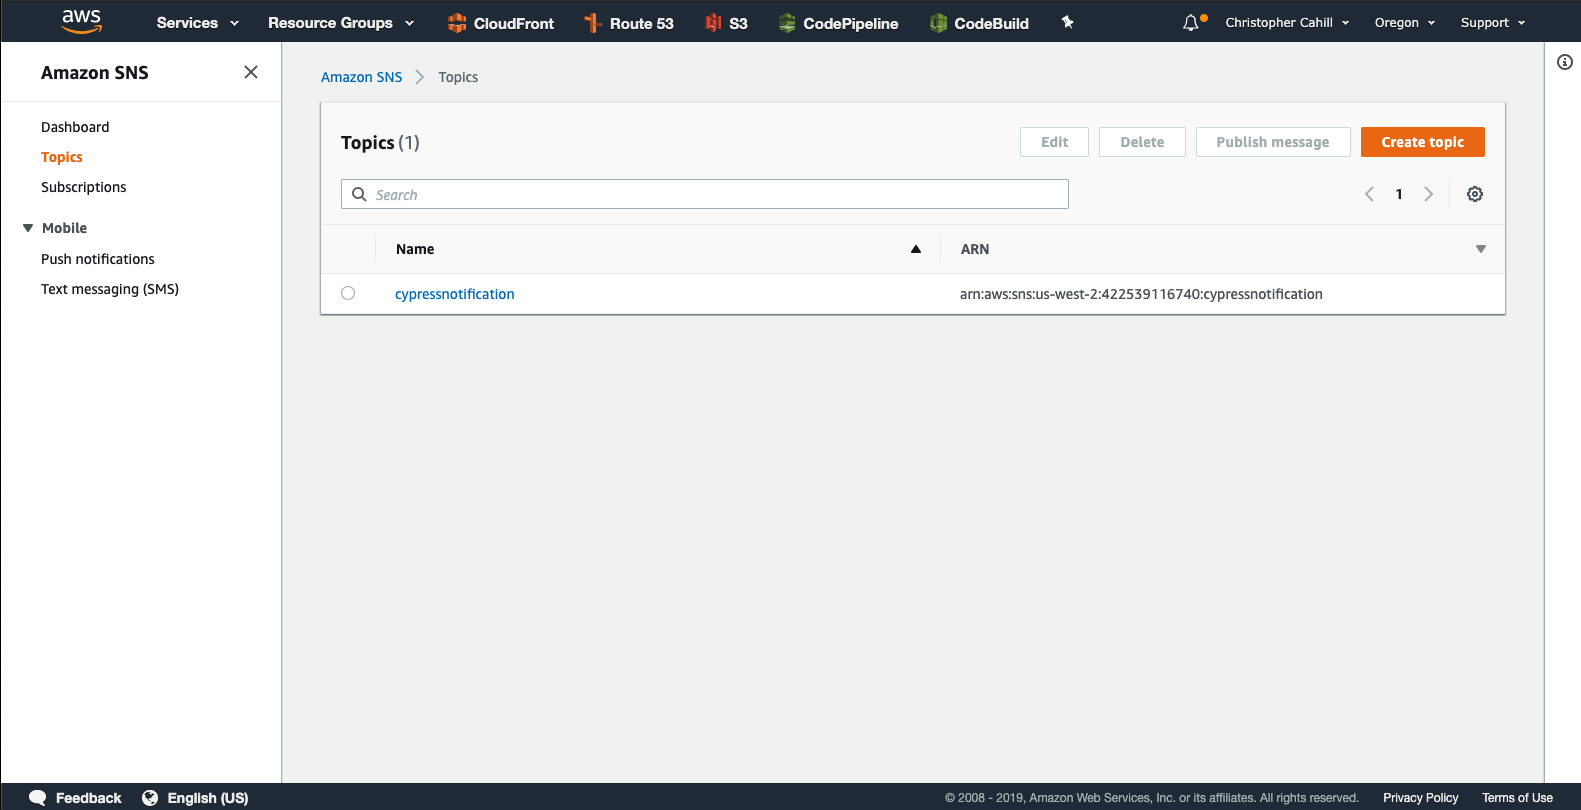 aws Services Resource Groups CloudFront Route 53 S3 CodePipeline CodeBuild Christopher Cahill Oregon Support
Amazon SNS
Dashboard
Topics
Subscriptions
Mobile
Push notifications
Text messaging (SMS)
Amazon SNS Topics
Topics (1) Edit Delete Publish message Create topic
Search 1
Name ARN
cypressnotification arn:aws:sns:us-west-2:422539116740:cypressnotification
Feedback English (US) © 2008 - 2019, Amazon Web Services, Inc. or its affiliates. All rights reserved. Privacy Policy Terms of Use